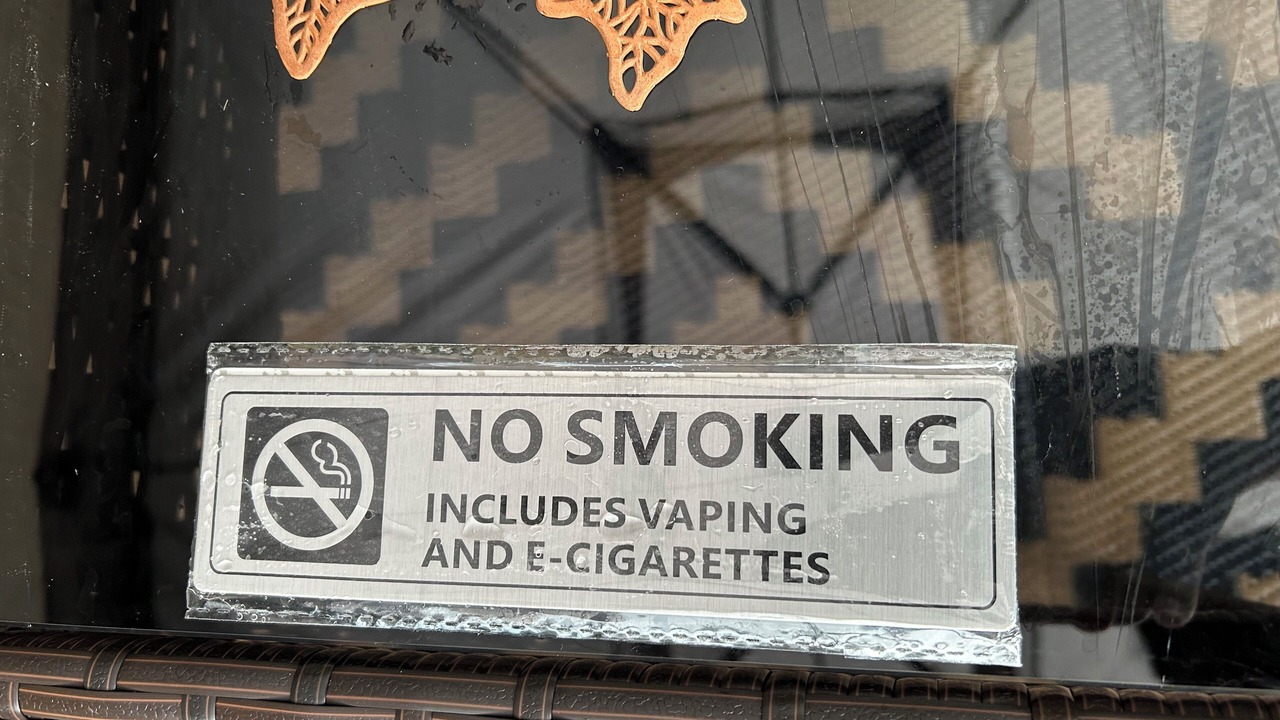 NO SMOKING
INCLUDES VAPING
AND E-CIGARETTES